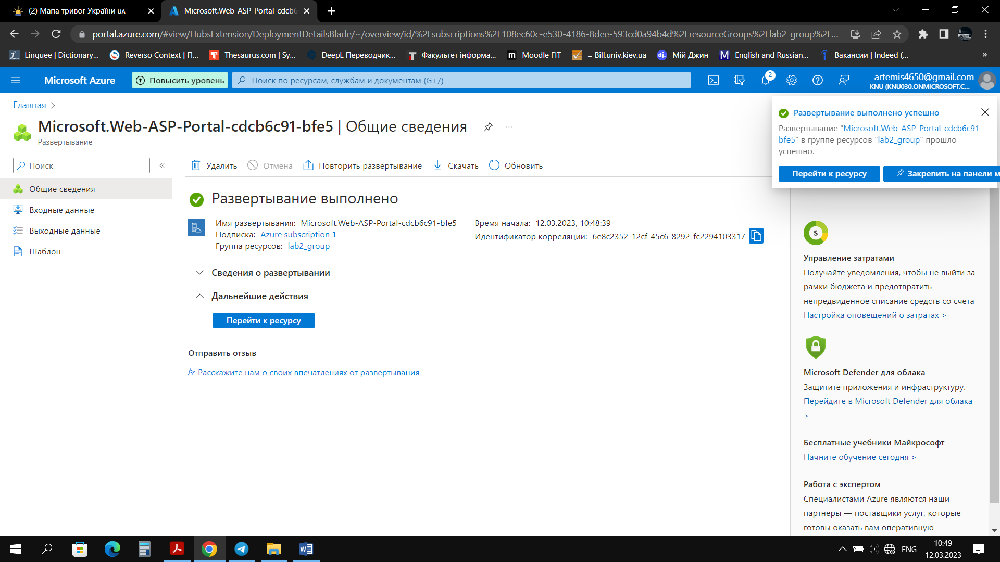 (2) Мапа тривог України UA
Microsoft.Web-ASP-Portal-cdcb6
portal.azure.com/#view/HubsExtension/DeploymentDetailsBlade/~/overview/id/%2Fsubscriptions%2F108ec60c-e530-4186-8dee-593cd0a94b4d%2FresourceGroups%2Flab2_group%2F...
Linguee | Dictionary...
Reverso Context | П...
Thesaurus.com | Sy...
DeepL Переводчик...
Факультет інформа...
Moodle FIT
= Bill.univ.kiev.ua
Мій Джин
English and Russian...
Вакансии | Indeed (...
»
Microsoft Azure
Повысить уровень
Поиск по ресурсам, службам и документам (G+/)
2
artemis4650@gmail.com
KNU (KNU030.ONMICROSOFT.C...
Главная >
Microsoft.Web-ASP-Portal-cdcb6c91-bfe5 | Общие сведения
...
Развертывание
Развертывание выполнено успешно
Развертывание "Microsoft.Web-ASP-Portal-cdcb6c91-
bfe5" в группе ресурсов "lab2_group" прошло
успешно.
Перейти к ресурсу
Закрепить на панели м
Поиск
«
Удалить
Отмена
Повторить развертывание
Скачать
Обновить
Общие сведения
Входные данные
Выходные данные
Шаблон
Развертывание выполнено
Имя развертывания: Microsoft.Web-ASP-Portal-cdcb6c91-bfe5
Подписка: Azure subscription 1
Группа ресурсов: lab2_group
Время начала: 12.03.2023, 10:48:39
Идентификатор корреляции: 6e8c2352-12cf-45c6-8292-fc2294103317
Сведения о развертывании
Дальнейшие действия
Перейти к ресурсу
Отправить отзыв
Расскажите нам о своих впечатлениях от развертывания
$
Управление затратами
Получайте уведомления, чтобы не выйти за
рамки бюджета и предотвратить
непредвиденное списание средств со счета
Настройка оповещений о затратах >
Microsoft Defender для облака
Защитите приложения и инфраструктуру.
Перейдите в Microsoft Defender для облака
>
Бесплатные учебники Майкрософт
Начните обучение сегодня >
Работа с экспертом
Специалистами Azure являются наши
партнеры — поставщики услуг, которые
готовы оказать вам оперативную
ENG
10:49
12.03.2023